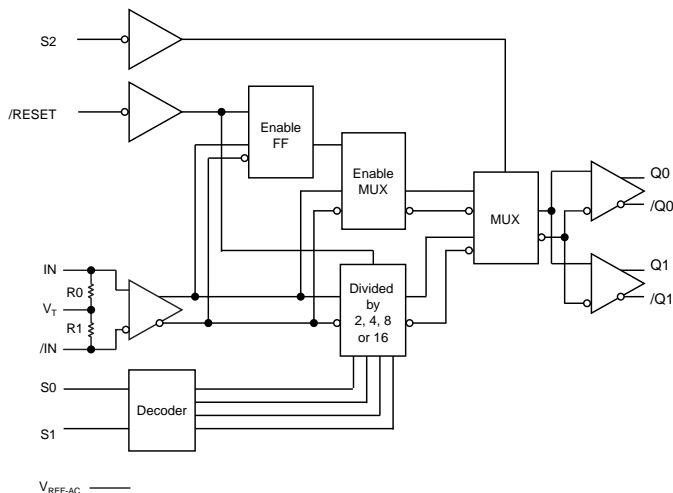 S2
/RESET
Enable
FF
Enable
MUX
MUX
Q0
/Q0
Q1
/Q1
IN
R0
VT
R1
/IN
Divided
by
2, 4, 8
or 16
S0
Decoder
S1
VREF-AC